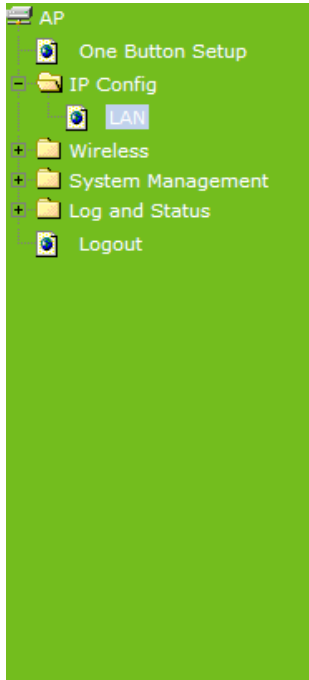 AP
One Button Setup
IP Config
LAN
Wireless
System Management
Log and Status
Logout